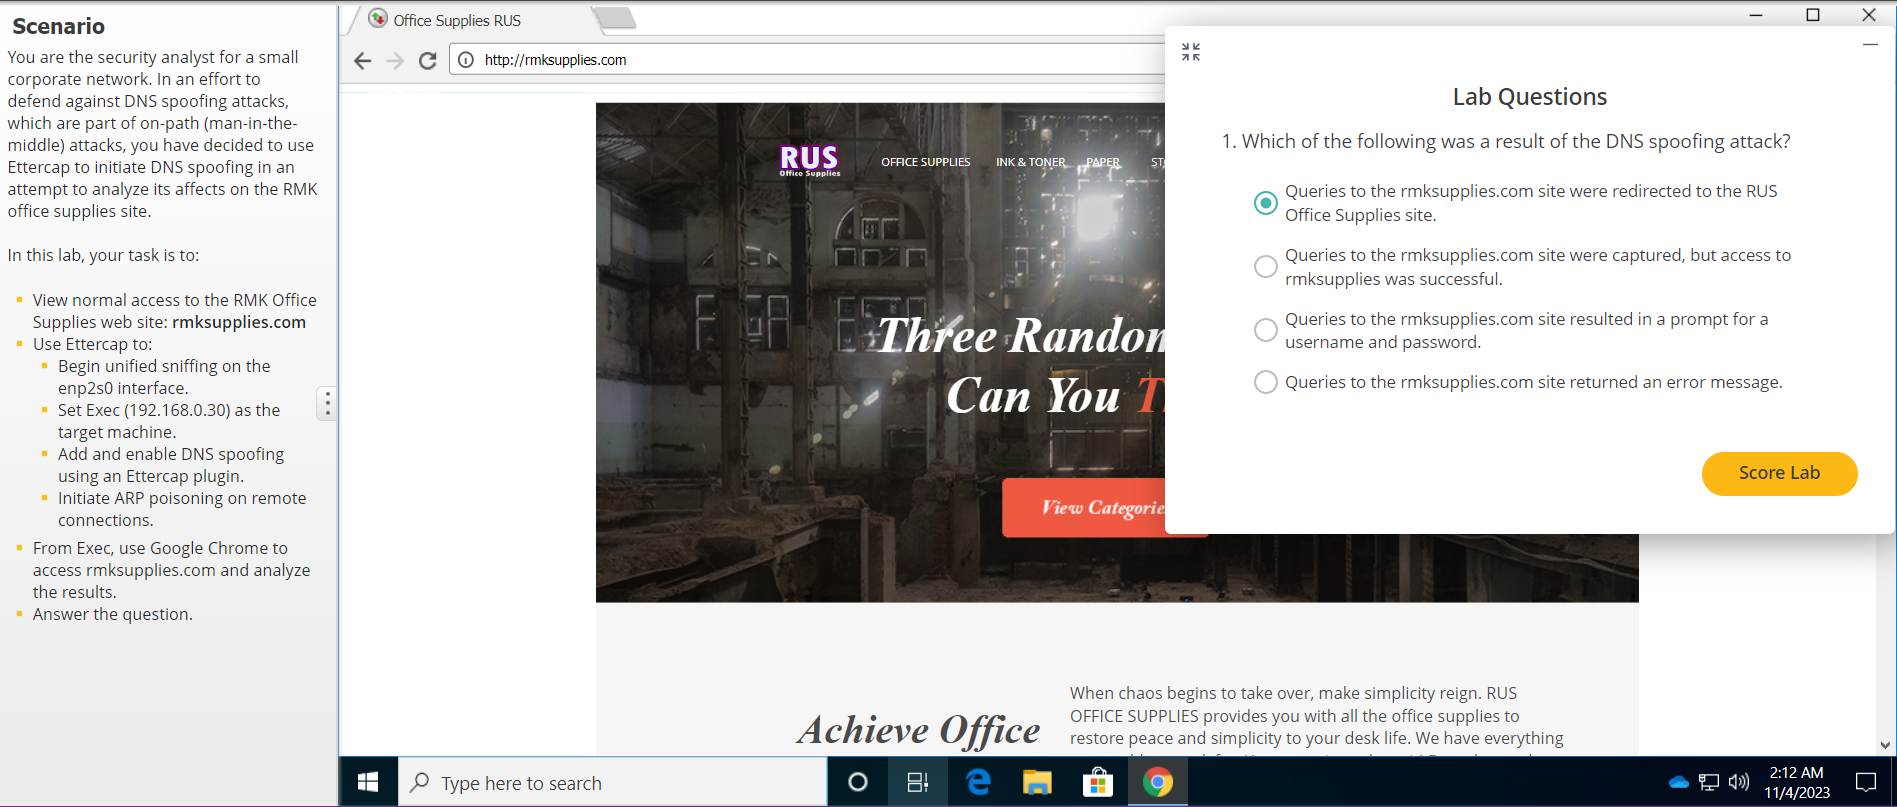 Scenario
You are the security analyst for a small
corporate network. In an effort to
defend against DNS spoofing attacks,
which are part of on-path (man-in-the-
middle) attacks, you have decided to use
Ettercap to initiate DNS spoofing in an
attempt to analyze its affects on the RMK
office supplies site.
In this lab, your task is to:
View normal access to the RMK Office
Supplies web site: rmksupplies.com
Use Ettercap to:
Begin unified sniffing on the
enp2s0 interface.
Set Exec (192.168.0.30) as the
target machine.
Add and enable DNS spoofing
using an Ettercap plugin.
Initiate ARP poisoning on remote
connections.
From Exec, use Google Chrome to
access rmksupplies.com and analyze
the results.
Answer the question.
Office Supplies RUS
http://rmksupplies.com
RUS
Office Supplies
OFFICE SUPPLIES INK & TONER PAPER ST
Three Random
Can You T
View Categorie
Achieve Office
When chaos begins to take over, make simplicity reign. RUS
OFFICE SUPPLIES provides you with all the office supplies to
restore peace and simplicity to your desk life. We have everything
Lab Questions
1. Which of the following was a result of the DNS spoofing attack?
Queries to the rmksupplies.com site were redirected to the RUS
Office Supplies site.
Queries to the rmksupplies.com site were captured, but access to
rmksupplies was successful.
Queries to the rmksupplies.com site resulted in a prompt for a
username and password.
Queries to the rmksupplies.com site returned an error message.
Score Lab
Type here to search
2:12 AM
11/4/2023